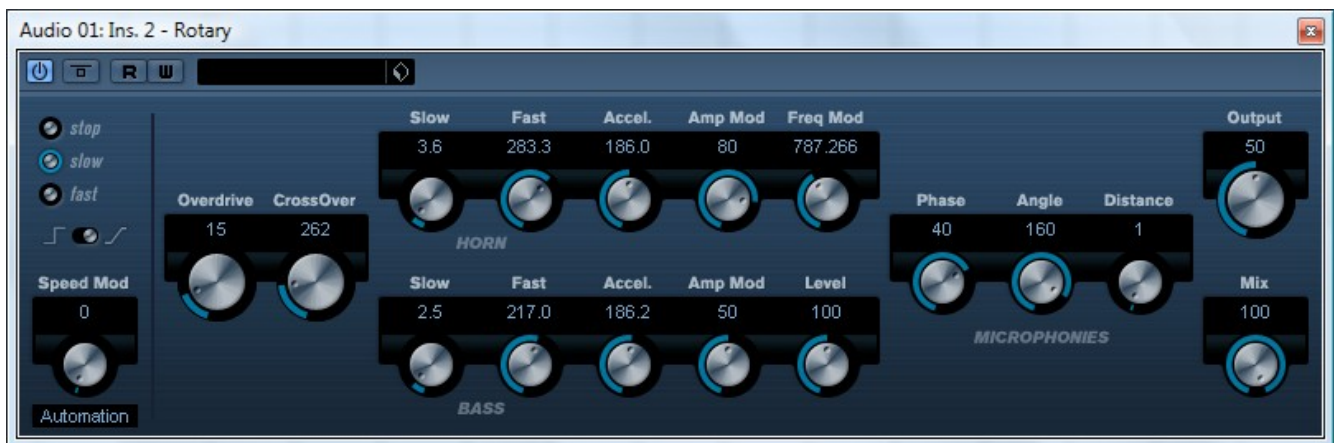 Audio 01: Ins. 2 - Rotary
R W
stop
slow
fast
Speed Mod
0
Automation
Overdrive CrossOver
15 262
Slow Fast Accel. Amp Mod Freq Mod
3.6 283.3 186.0 80 787.266
HORN
Slow Fast Accel. Amp Mod Level
2.5 217.0 186.2 50 100
BASS
Phase Angle Distance
40 160 1
MICROPHONIES
Output
50
Mix
100